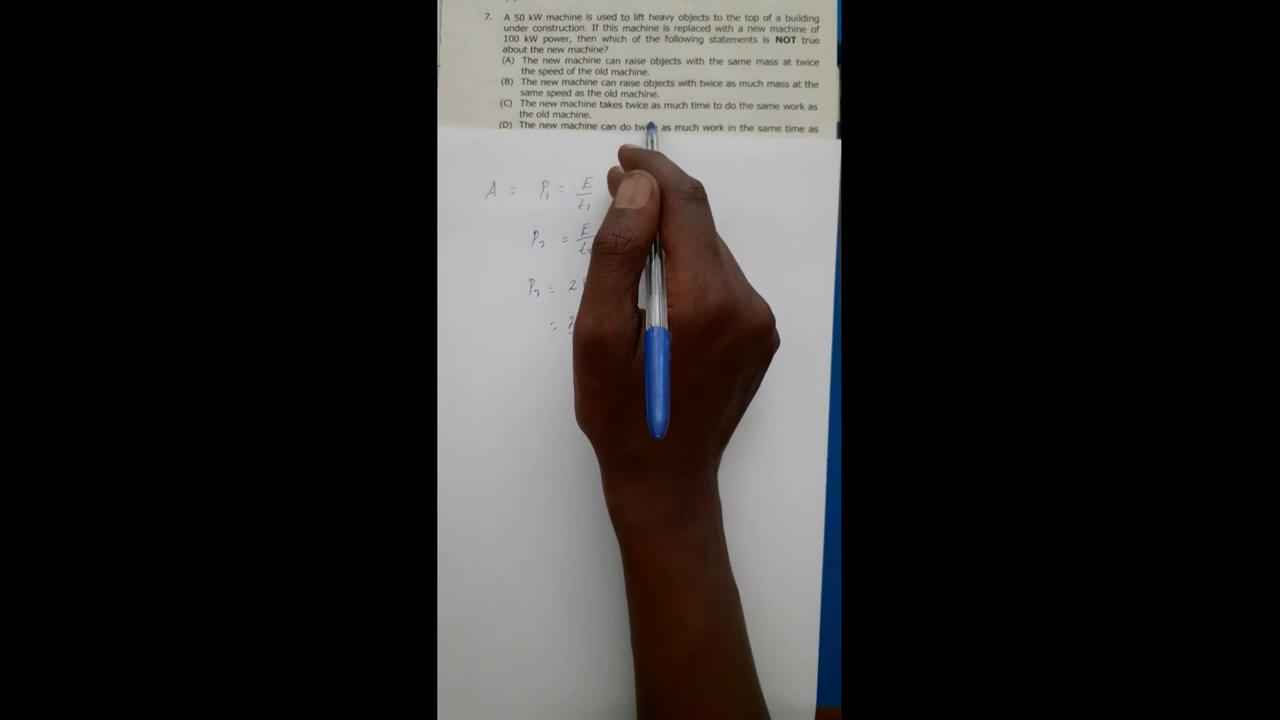 7. A 50 kW machine is used to lift heavy objects to the top of a building
under construction. If this machine is replaced with a new machine of
100 kW power, then which of the following statements is NOT true
about the new machine?
(A) The new machine can raise objects with the same mass at twice
the speed of the old machine.
(B) The new machine can raise objects with twice as much mass at the
same speed as the old machine.
(C) The new machine takes twice as much time to do the same work as
the old machine.
(D) The new machine can do as much work in the same time as
A = P₁ = E/t₁
P₂ = E/
P₂ = 2
=